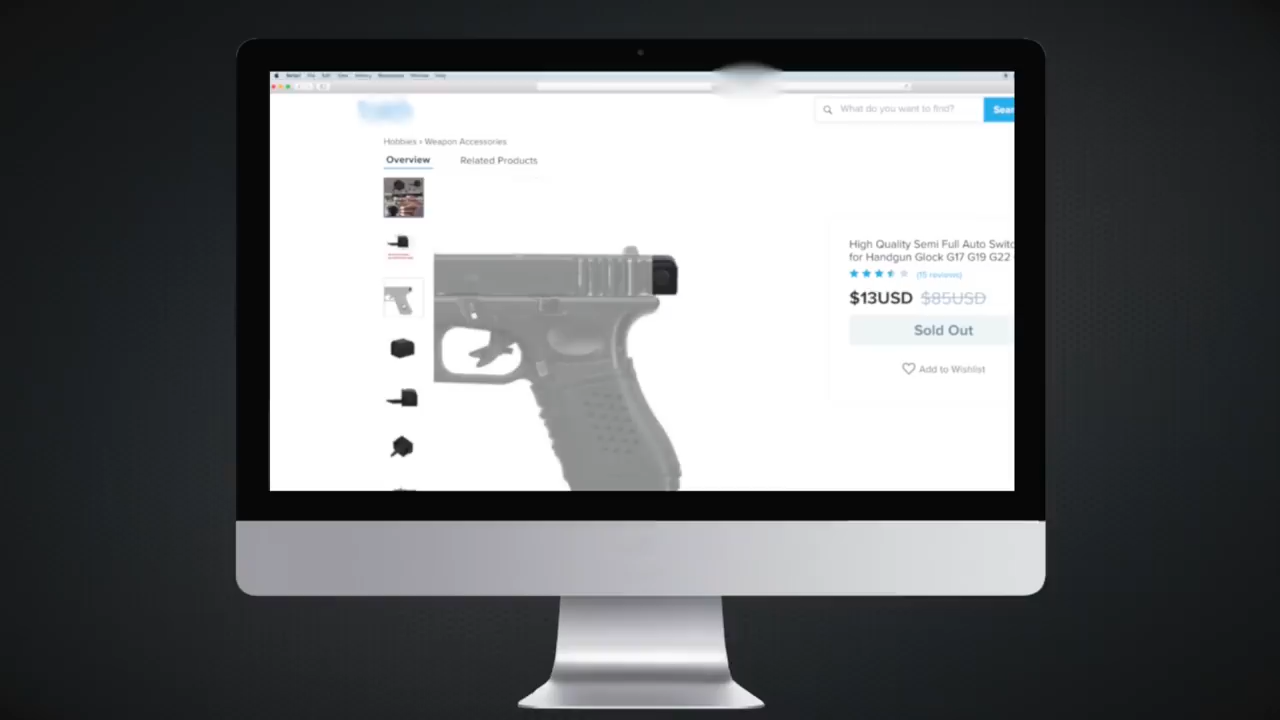 What do you want to find?
Hobbies › Weapon Accessories
Overview
Related Products
High Quality Semi Full Auto
for Handgun Glock G17 G19 G22
(15 reviews)
$13USD $85USD
Sold Out
Add to Wishlist